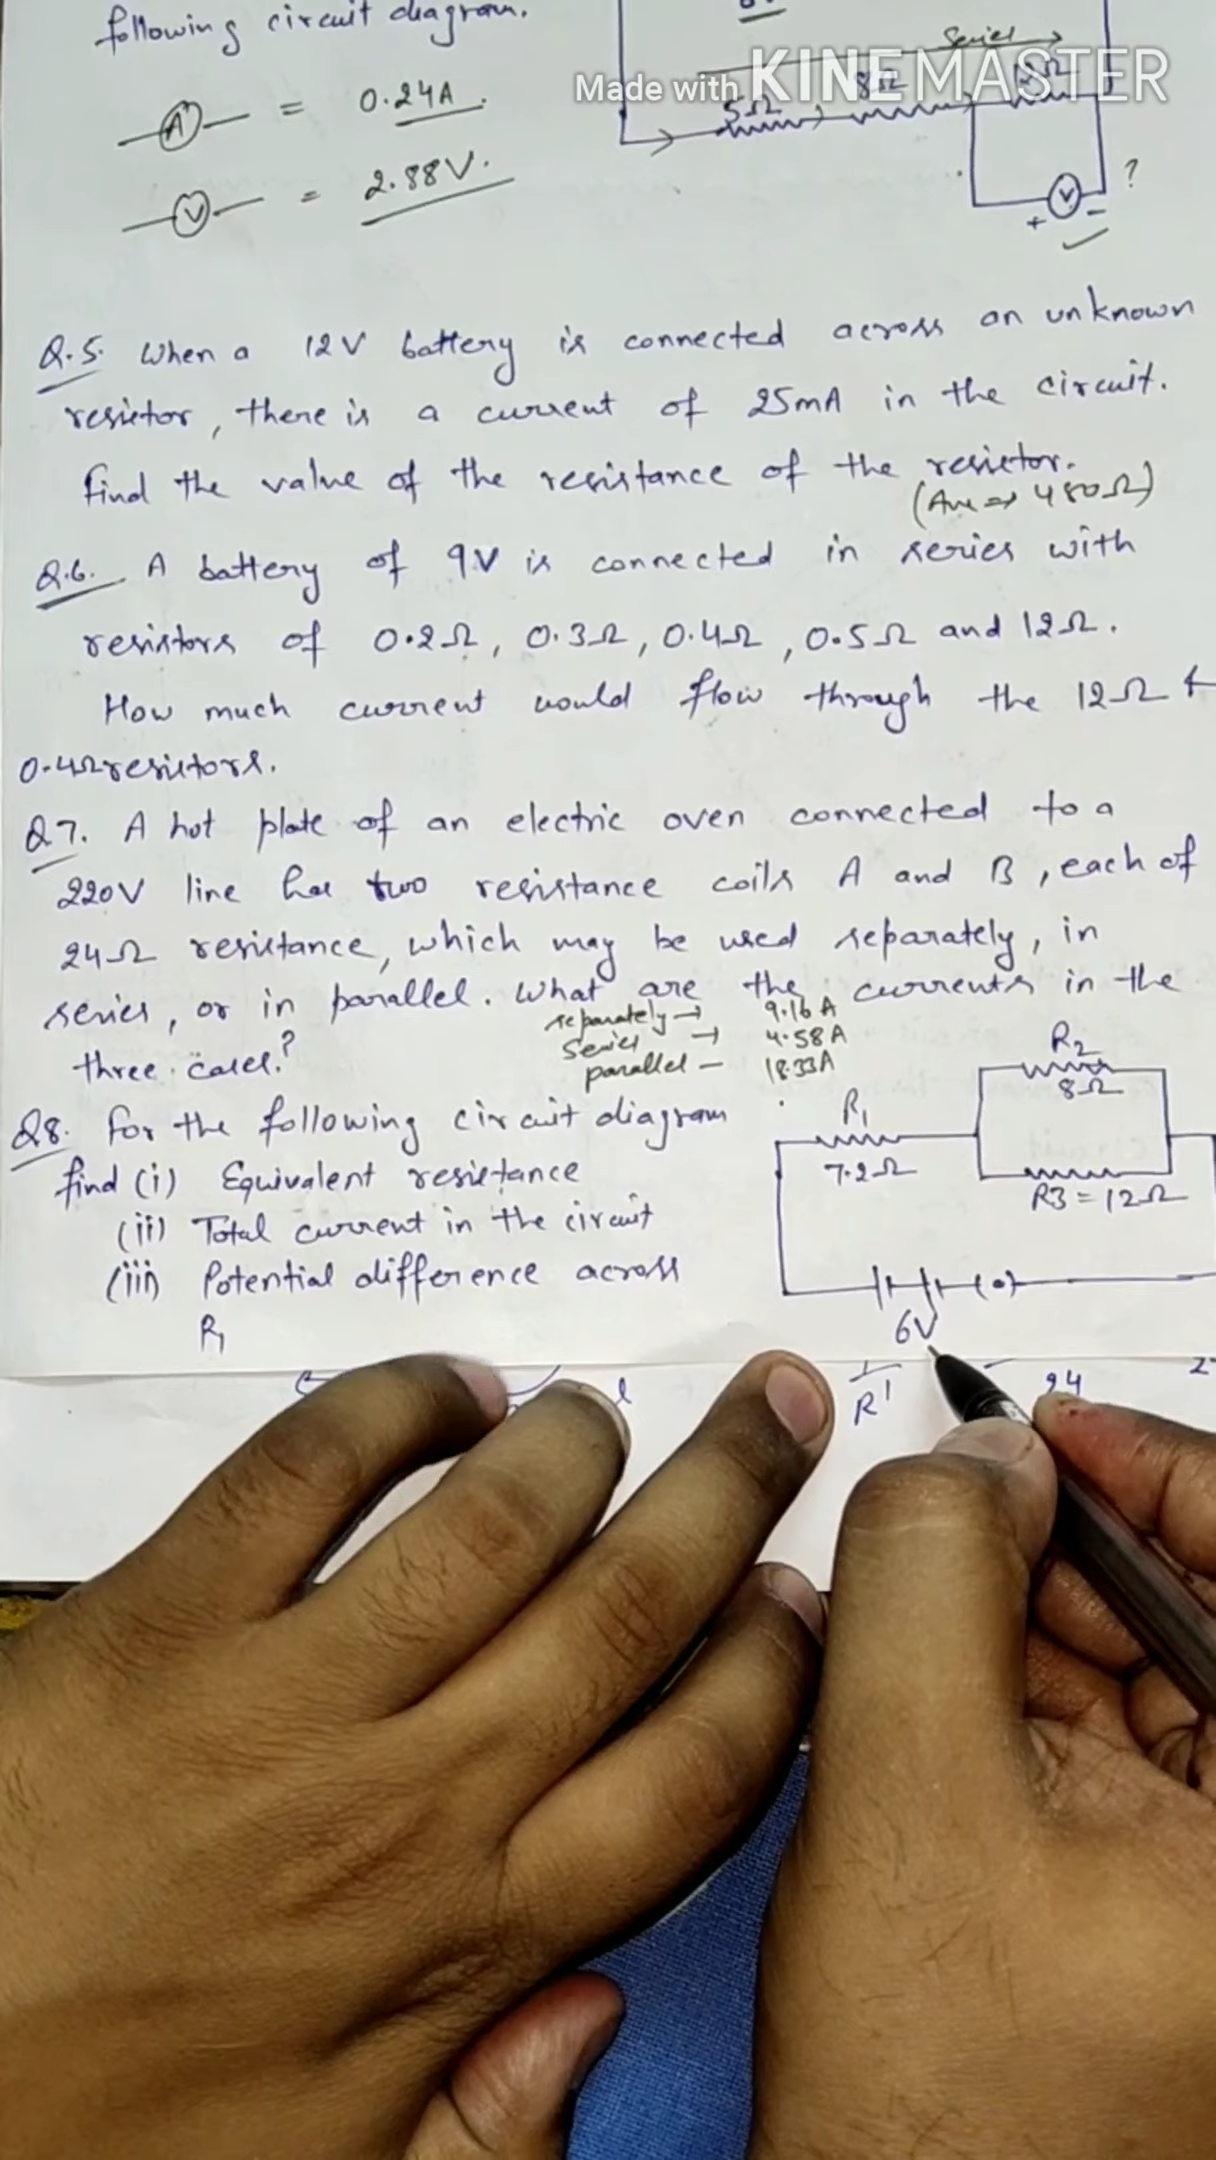 following circuit diagram.
Made with KINEMASTER
Series
5Ω 8Ω
A = 0.24A.
V = 2.88V.
V ?
+ -
Q.5. When a 12V battery is connected across an unknown
resistor, there is a current of 25mA in the circuit.
find the value of the resistance of the resistor.
(Ans => 480Ω)
Q.6. A battery of 9V is connected in series with
resistors of 0.2Ω, 0.3Ω, 0.4Ω, 0.5Ω and 12Ω.
How much current would flow through the 12Ω &
0.4Ω resistors.
Q7. A hot plate of an electric oven connected to a
220V line has two resistance coils A and B, each of
24Ω resistance, which may be used separately, in
series, or in parallel. What are the currents in the
three cases?
separately → 9.16A
series → 4.58A
parallel - 18.33A
Q8. for the following circuit diagram
find (i) Equivalent resistance
(ii) Total current in the circuit
(iii) Potential difference across
R1
R1
7.2Ω
R2
8Ω
R3 = 12Ω
6V
R'
24